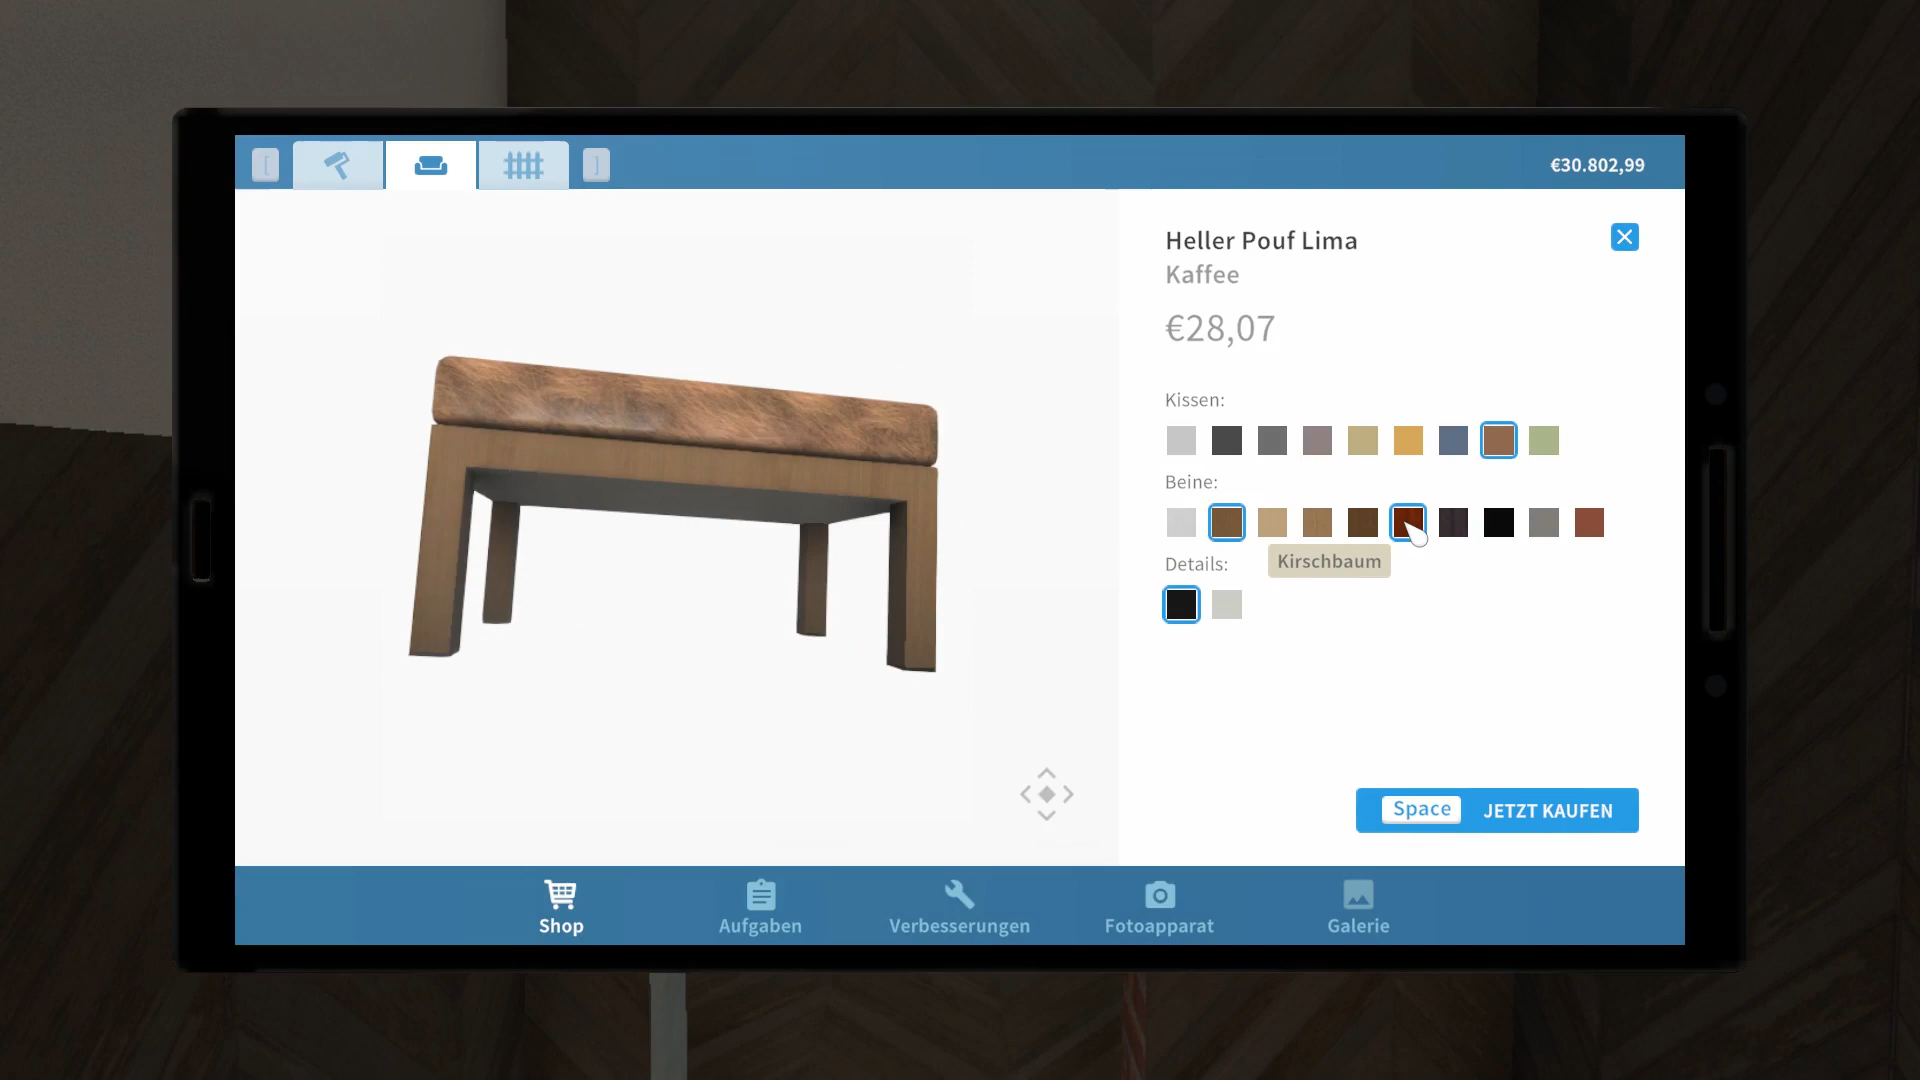 [
]
€30.802,99
Heller Pouf Lima
Kaffee
€28,07
Kissen:
Beine:
Kirschbaum
Details:
Space JETZT KAUFEN
Shop
Aufgaben
Verbesserungen
Fotoapparat
Galerie